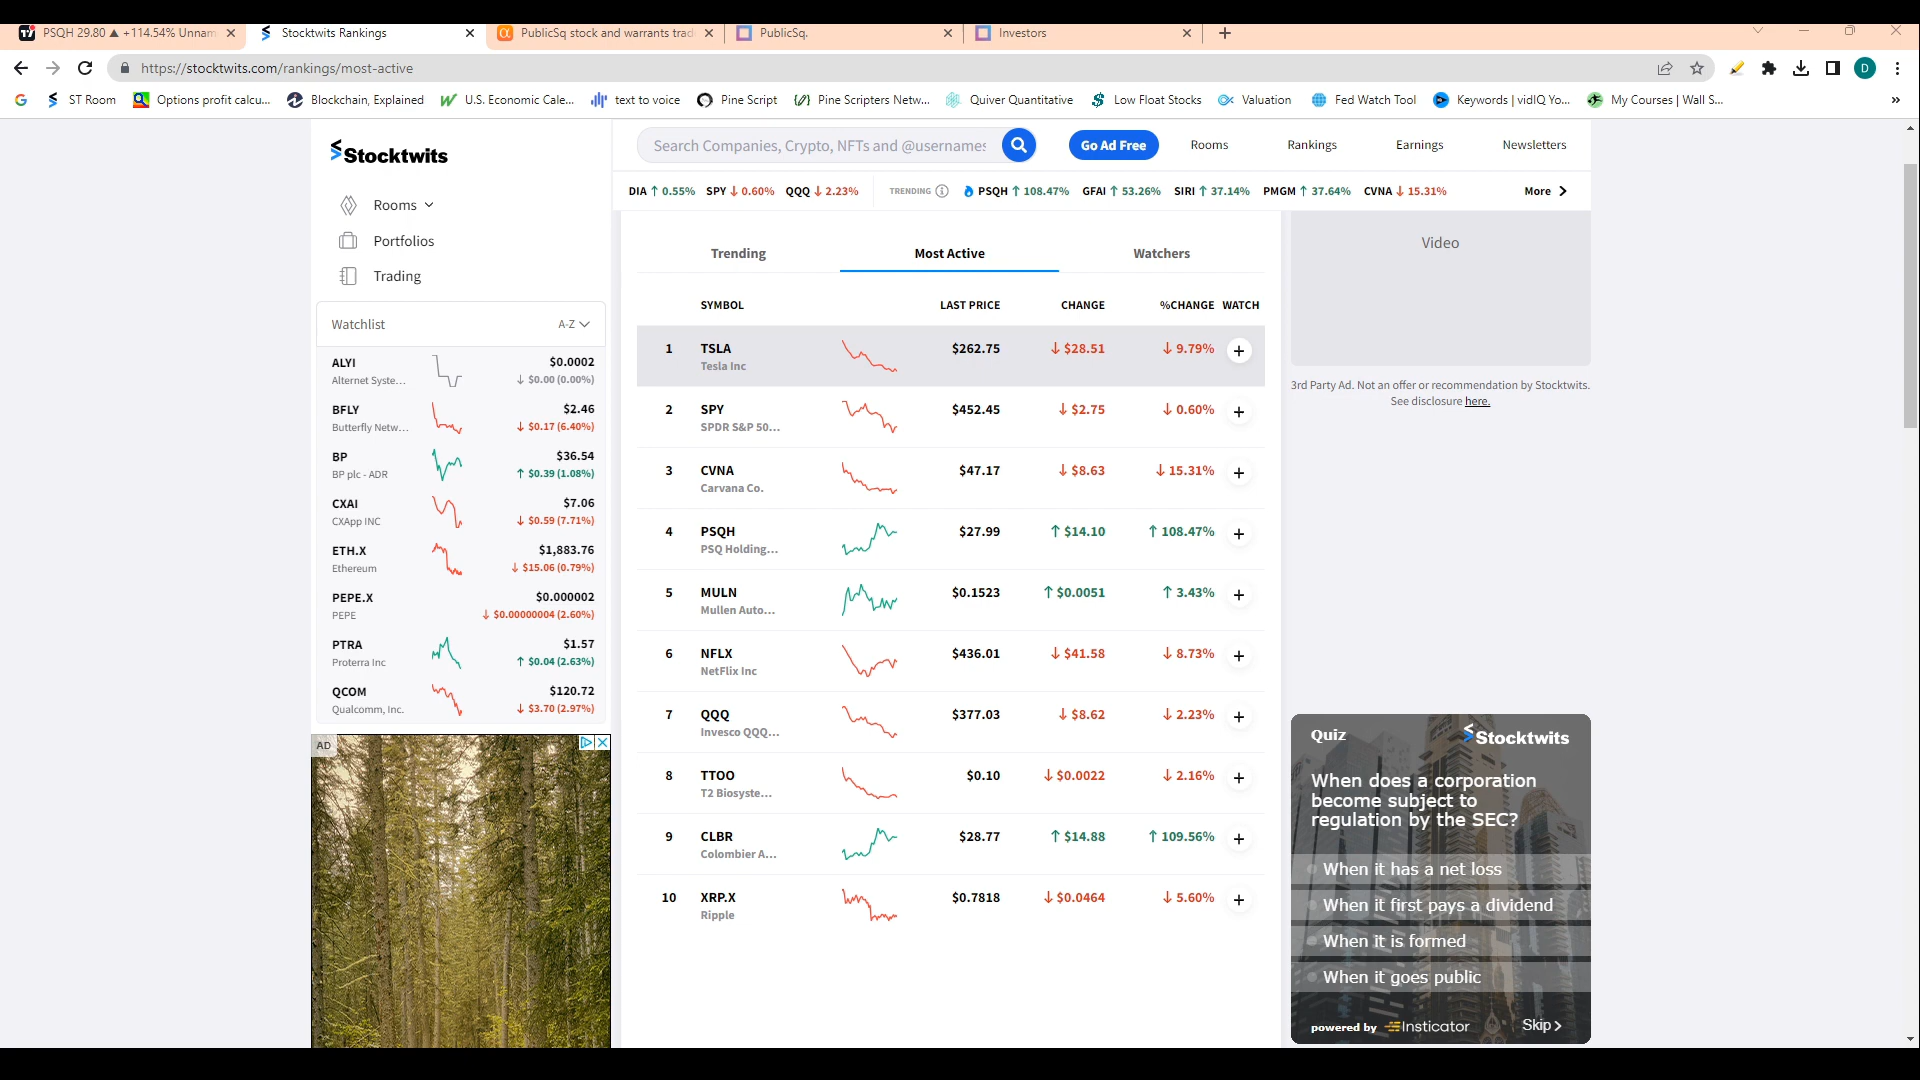 PSQH 29.80 ▲ +114.54% Unnam
Stocktwits Rankings
PublicSq stock and warrants trad
PublicSq.
Investors
https://stocktwits.com/rankings/most-active
D
ST Room
Options profit calcu...
Blockchain, Explained
U.S. Economic Cale...
text to voice
Pine Script
Pine Scripters Netw...
Quiver Quantitative
Low Float Stocks
Valuation
Fed Watch Tool
Keywords | vidIQ Yo...
My Courses | Wall S...
»
Stocktwits
Search Companies, Crypto, NFTs and @usernames
Go Ad Free
Rooms
Rankings
Earnings
Newsletters
DIA ↑ 0.55% SPY ↓ 0.60% QQQ ↓ 2.23%
TRENDING
PSQH ↑ 108.47% GFAI ↑ 53.26% SIRI ↑ 37.14% PMGM ↑ 37.64% CVNA ↓ 15.31%
More
Rooms
Portfolios
Trading
Watchlist
A-Z
ALYI $0.0002
Alternet Syste... ↓ $0.00 (0.00%)
BFLY $2.46
Butterfly Netw... ↓ $0.17 (6.40%)
BP $36.54
BP plc - ADR ↑ $0.39 (1.08%)
CXAI $7.06
CXApp INC ↓ $0.59 (7.71%)
ETH.X $1,883.76
Ethereum ↓ $15.06 (0.79%)
PEPE.X $0.000002
PEPE ↓ $0.00000004 (2.60%)
PTRA $1.57
Proterra Inc ↑ $0.04 (2.63%)
QCOM $120.72
Qualcomm, Inc. ↓ $3.70 (2.97%)
AD
Trending
Most Active
Watchers
SYMBOL LAST PRICE CHANGE %CHANGE WATCH
1 TSLA $262.75 ↓ $28.51 ↓ 9.79% +
Tesla Inc
2 SPY $452.45 ↓ $2.75 ↓ 0.60% +
SPDR S&P 50...
3 CVNA $47.17 ↓ $8.63 ↓ 15.31% +
Carvana Co.
4 PSQH $27.99 ↑ $14.10 ↑ 108.47% +
PSQ Holding...
5 MULN $0.1523 ↑ $0.0051 ↑ 3.43% +
Mullen Auto...
6 NFLX $436.01 ↓ $41.58 ↓ 8.73% +
NetFlix Inc
7 QQQ $377.03 ↓ $8.62 ↓ 2.23% +
Invesco QQQ...
8 TTOO $0.10 ↓ $0.0022 ↓ 2.16% +
T2 Biosyste...
9 CLBR $28.77 ↑ $14.88 ↑ 109.56% +
Colombier A...
10 XRP.X $0.7818 ↓ $0.0464 ↓ 5.60% +
Ripple
Video
3rd Party Ad. Not an offer or recommendation by Stocktwits.
See disclosure here.
Quiz
Stocktwits
When does a corporation
become subject to
regulation by the SEC?
When it has a net loss
When it first pays a dividend
When it is formed
When it goes public
powered by Insticator
Skip